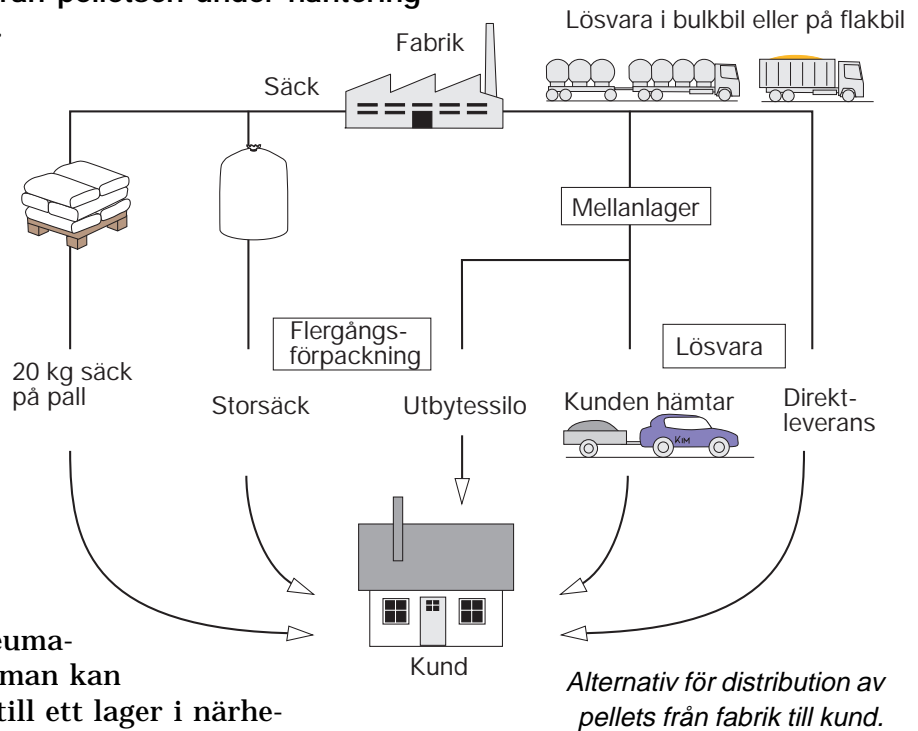 från pelletsen under hantering
.
Lösvara i bulkbil eller på flakbil
Fabrik
Säck
Mellanlager
Flergångs-
förpackning
Lösvara
20 kg säck
på pall
Storsäck
Utbytessilo
Kunden hämtar
Direkt-
leverans
KIM
Kund
euma-
man kan
till ett lager i närhe-
Alternativ för distribution av
pellets från fabrik till kund.